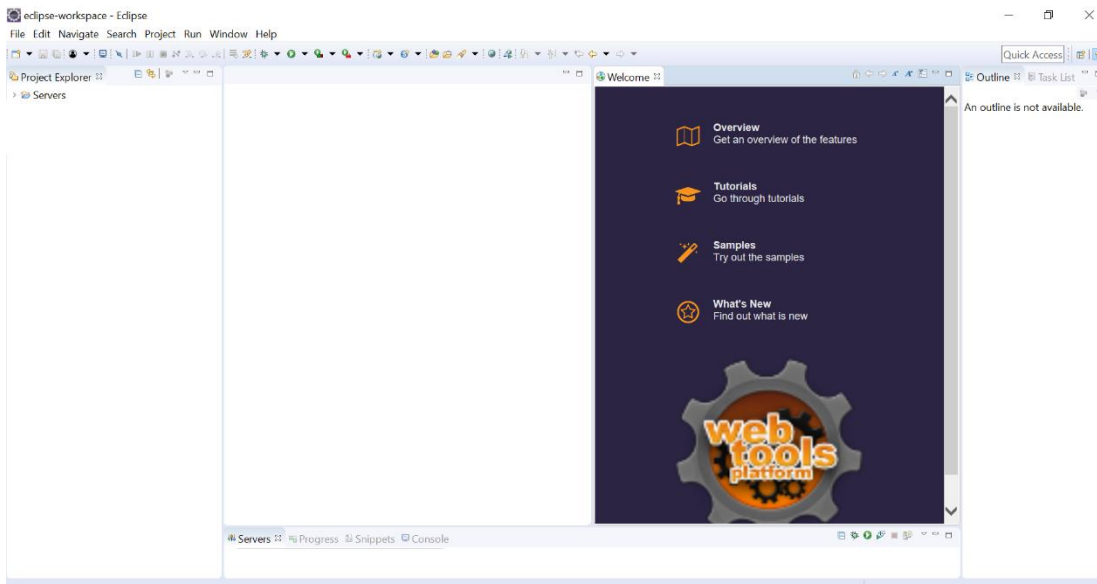 eclipse-workspace - Eclipse
File Edit Navigate Search Project Run Window Help
Quick Access
Project Explorer
Servers
Welcome
Overview
Get an overview of the features
Tutorials
Go through tutorials
Samples
Try out the samples
What's New
Find out what is new
web
tools
platform
Outline Task List
An outline is not available.
Servers Progress Snippets Console